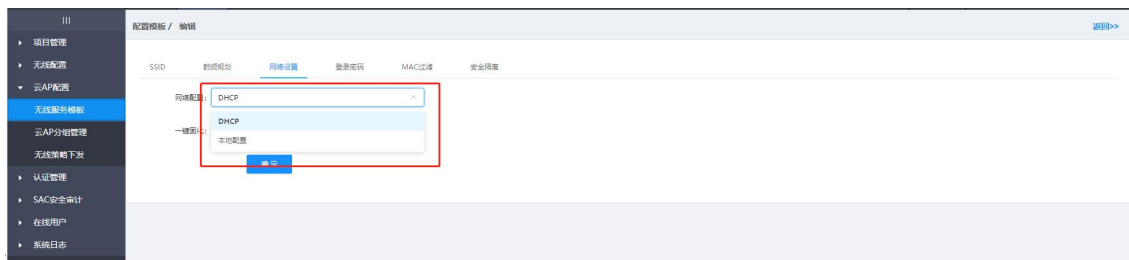 配置模板 / 编辑
返回>>
项目管理
无线配置
云AP配置
无线服务模板
云AP分组管理
无线策略下发
认证管理
SAC安全审计
在线用户
系统日志
SSID 射频规划 网络设置 登录密码 MAC过滤 安全隔离
网络配置: DHCP
DHCP
一键固化:
本地配置
确定